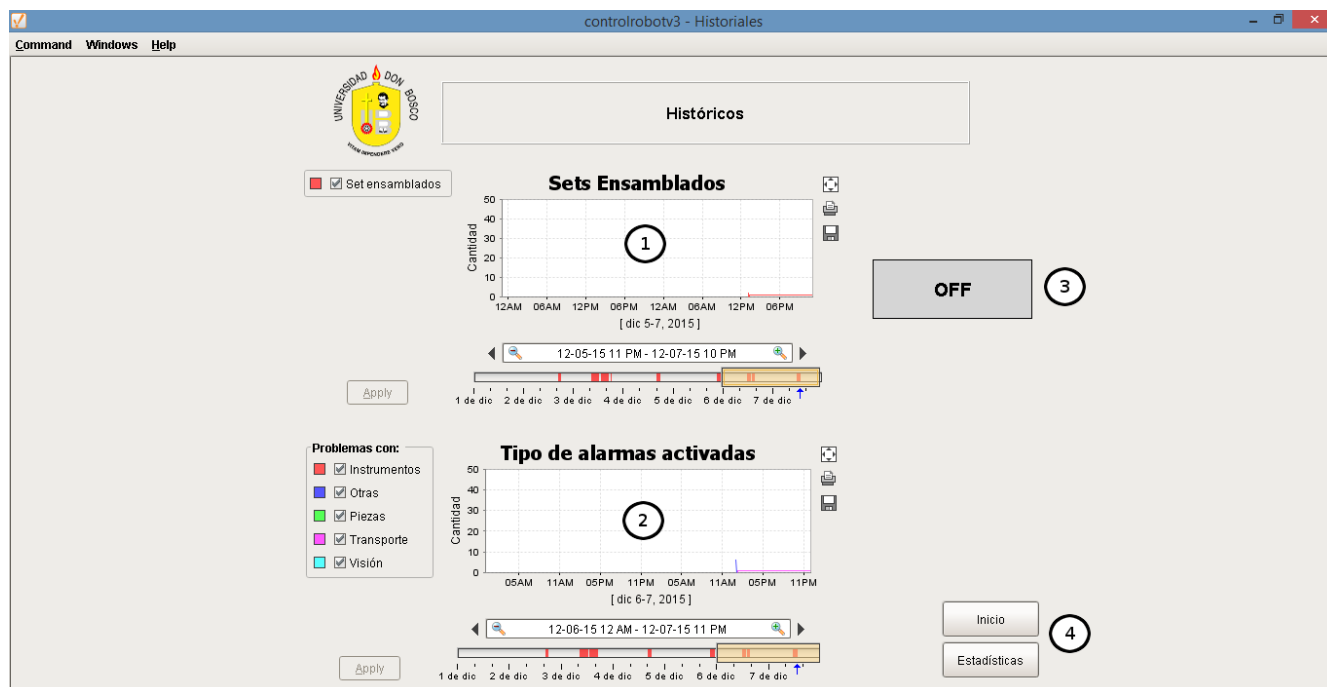 controlrobotv3 - Historiales
Command Windows Help
UNIVERSIDAD DON BOSCO
Históricos
Set ensamblados
Sets Ensamblados
Cantidad
50
40
30
20
10
0
1
12AM 06AM 12PM 06PM 12AM 06AM 12PM 06PM
[ dic 5-7, 2015 ]
OFF
3
12-05-15 11 PM - 12-07-15 10 PM
Apply
1 de dic 2 de dic 3 de dic 4 de dic 5 de dic 6 de dic 7 de dic
Problemas con:
Instrumentos
Otras
Piezas
Transporte
Visión
Tipo de alarmas activadas
Cantidad
50
40
30
20
10
0
2
05AM 11AM 05PM 11PM 05AM 11AM 05PM 11PM
[ dic 6-7, 2015 ]
12-06-15 12 AM - 12-07-15 11 PM
Apply
1 de dic 2 de dic 3 de dic 4 de dic 5 de dic 6 de dic 7 de dic
Inicio
Estadísticas
4